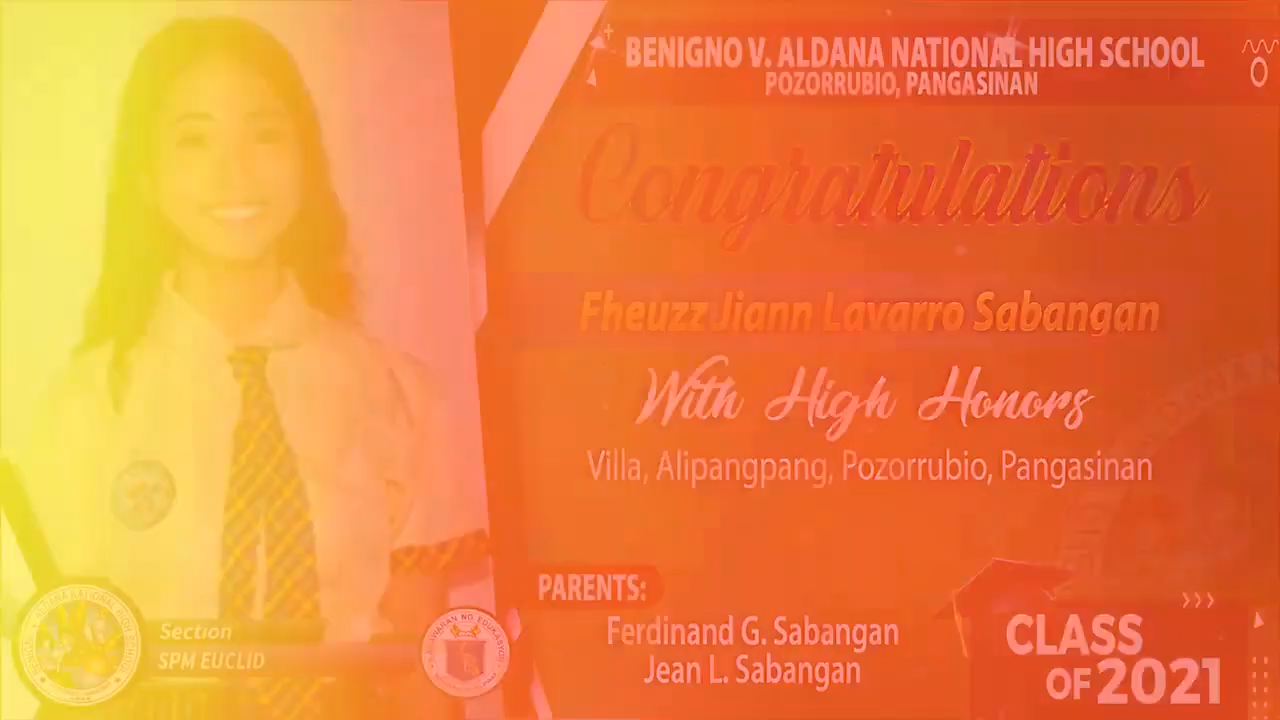 BENIGNO V. ALDANA NATIONAL HIGH SCHOOL
POZORRUBIO, PANGASINAN
Congratulations
Fheuzz Jiann Lavarro Sabangan
With High Honors
Villa, Alipangpang, Pozorrubio, Pangasinan
PARENTS:
Ferdinand G. Sabangan
Jean L. Sabangan
Section
SPM EUCLID
CLASS
OF 2021